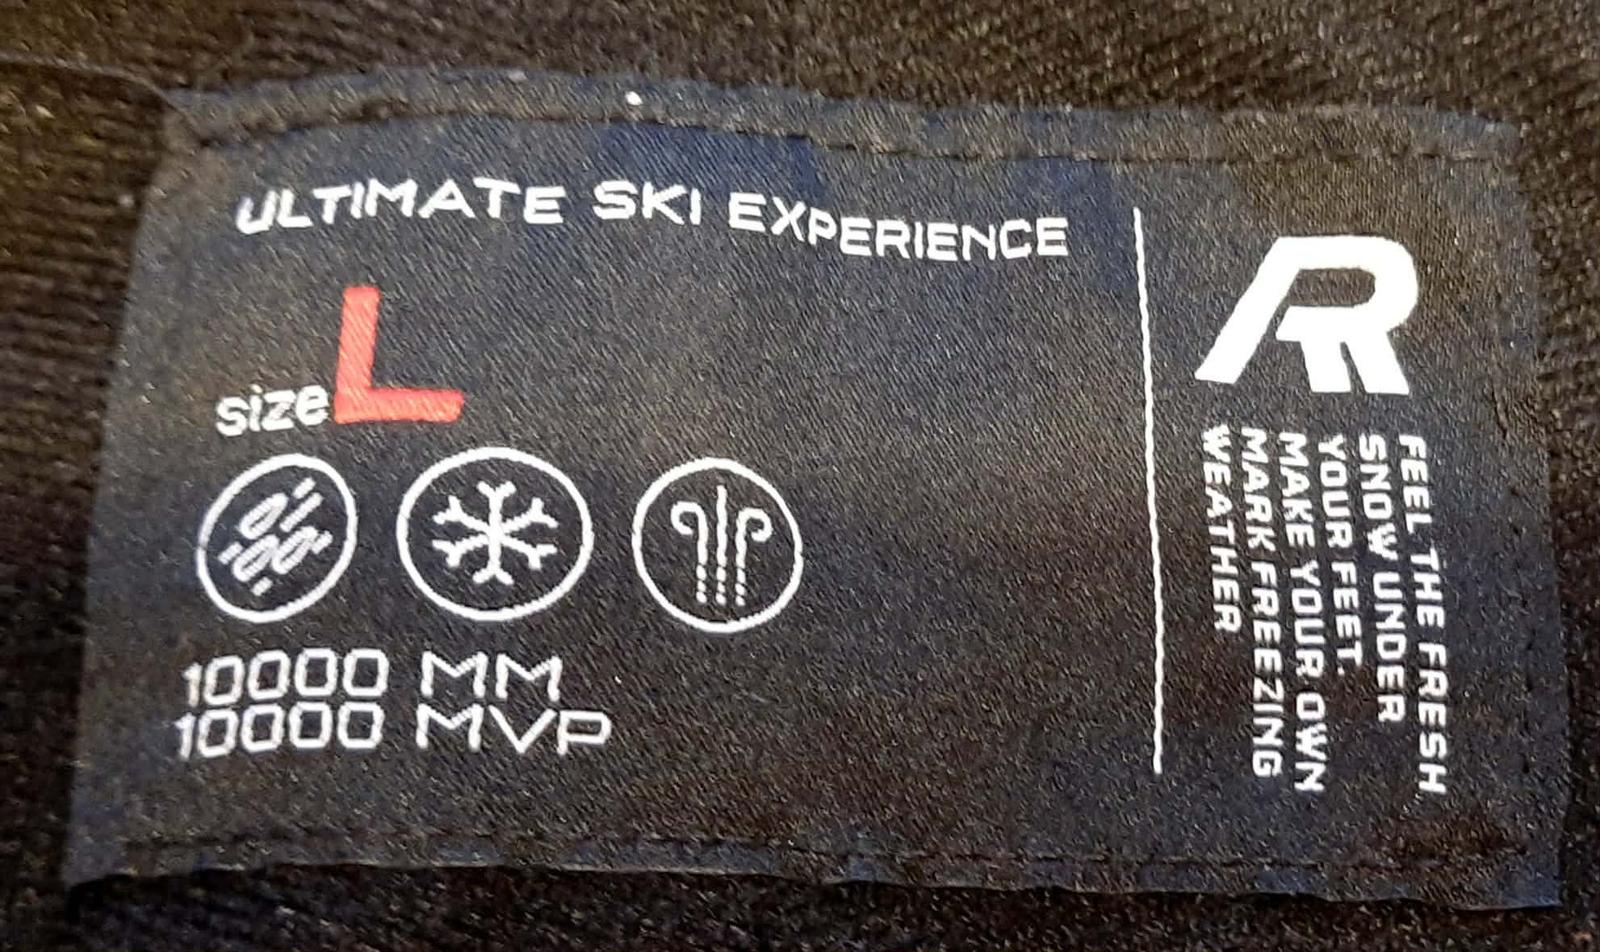 ULTIMATE SKI EXPERIENCE
size L
10000 MM
10000 MVP
R
FEEL THE FRESH
SNOW UNDER
YOUR FEET.
MAKE YOUR OWN
MARK FREEZING
WEATHER